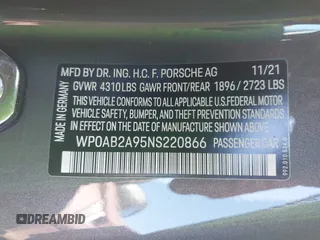 MFD BY DR. ING. H.C. F. PORSCHE AG 11/21
GVWR 4310 LBS GAWR FRONT/REAR 1896 / 2723 LBS
THIS VEHICLE CONFORMS TO ALL APPLICABLE
FEDERAL MOTOR VEHICLE
SAFETY, BUMPER, AND THEFT PREVENTION STANDARDS
IN EFFECT ON THE DATE OF MANUFACTURE SHOWN ABOVE
WP0AB2A95NS220866 PASSENGER CAR
MADE IN GERMANY
DREAMBID